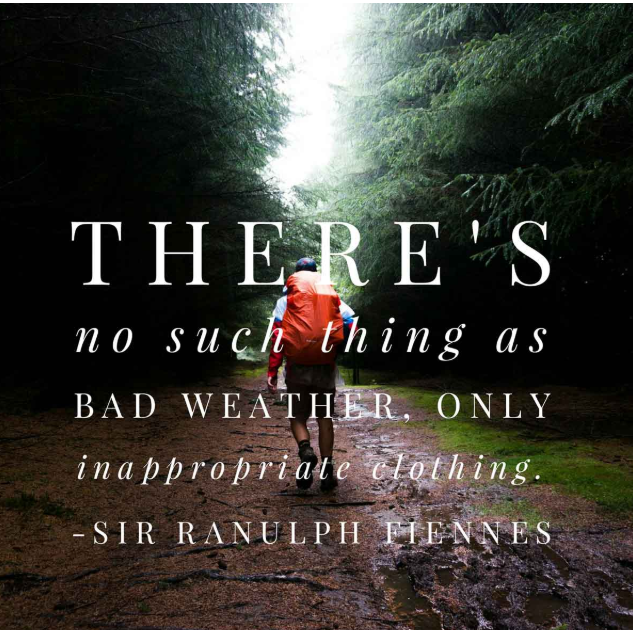 THERE'S
no such thing as
BAD WEATHER, ONLY
inappropriate clothing.
-SIR RANULPH FIENNES